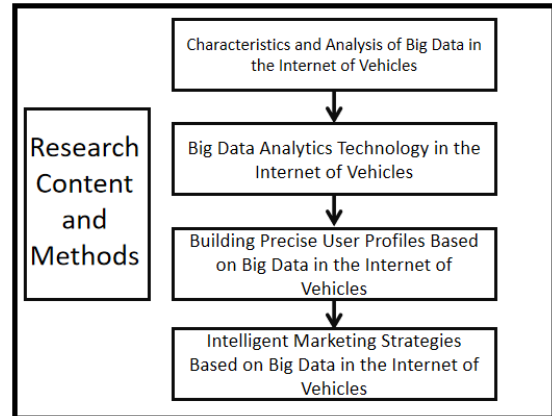 Characteristics and Analysis of Big Data in
the Internet of Vehicles
Research
Content
and
Methods
Big Data Analytics Technology in the
Internet of Vehicles
Building Precise User Profiles Based
on Big Data in the Internet of
Vehicles
Intelligent Marketing Strategies
Based on Big Data in the Internet of
Vehicles